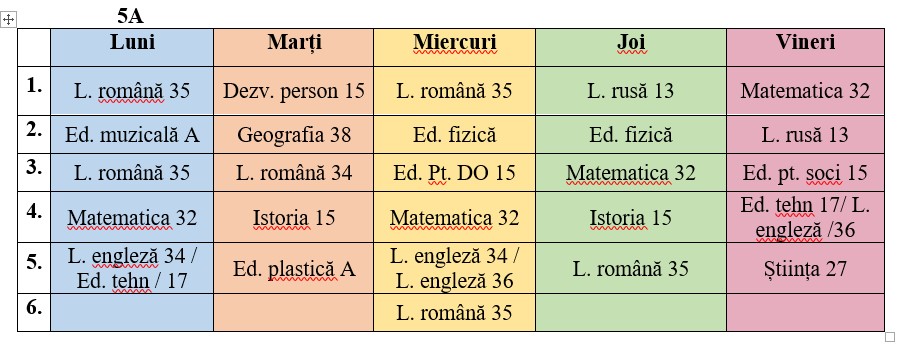 5A
Luni Marți Miercuri Joi Vineri
1. L. română 35 Dezv. person 15 L. română 35 L. rusă 13 Matematica 32
2. Ed. muzicală A Geografia 38 Ed. fizică Ed. fizică L. rusă 13
3. L. română 35 L. română 34 Ed. Pt. DO 15 Matematica 32 Ed. pt. soci 15
4. Matematica 32 Istoria 15 Matematica 32 Istoria 15 Ed. tehn 17/ L.
engleză /36
5. L. engleză 34 / Ed. plastică A L. engleză 34 / L. română 35 Știința 27
Ed. tehn / 17 L. engleză 36
6. L. română 35